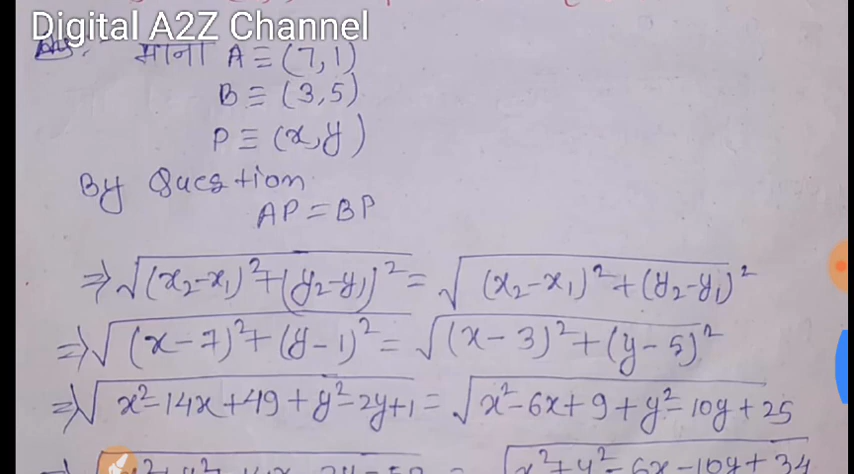 Digital A2Z Channel
Ans:- माना A ≡ (7,1)
B ≡ (3,5)
P ≡ (x,y)
By Question
AP = BP
⇒ √(x₂-x₁)²+(y₂-y₁)² = √(x₂-x₁)²+(y₂-y₁)²
⇒ √(x-7)²+(y-1)² = √(x-3)²+(y-5)²
⇒ √x²-14x+49+y²-2y+1 = √x²-6x+9+y²-10y+25
= √x²+y²-6x-10y+34